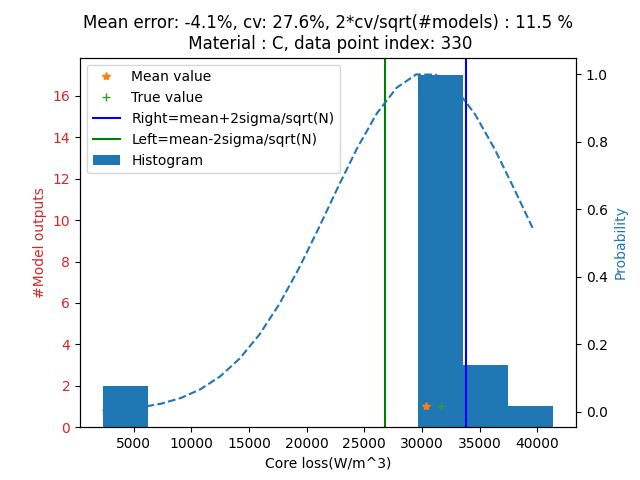 Mean error: -4.1%, cv: 27.6%, 2*cv/sqrt(#models) : 11.5 %
Material : C, data point index: 330
Mean value
True value
Right=mean+2sigma/sqrt(N)
Left=mean-2sigma/sqrt(N)
Histogram
#Model outputs
16
14
12
10
8
6
4
2
0
1.0
0.8
0.6
0.4
0.2
0.0
Probability
5000 10000 15000 20000 25000 30000 35000 40000
Core loss(W/m^3)